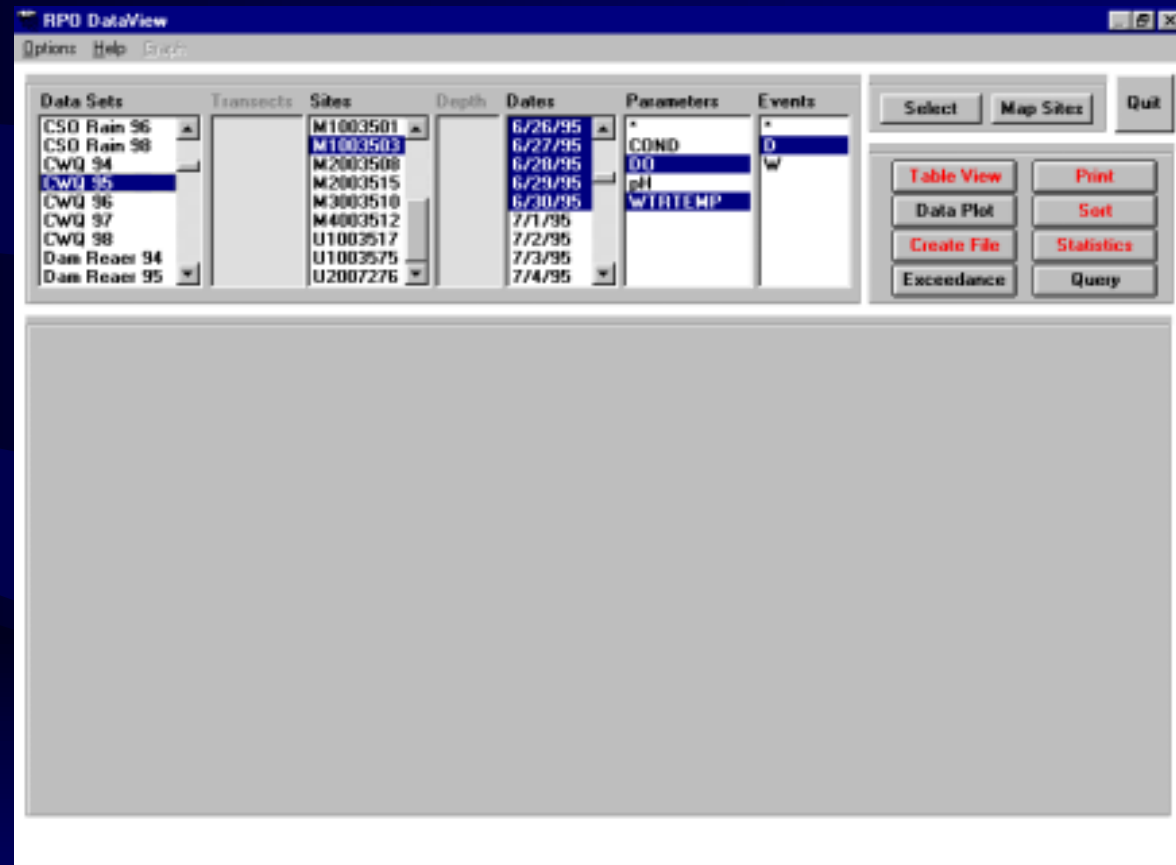 RPO DataView
Options Help Graph
Data Sets
CSO Rain 96
CSO Rain 98
CWQ 94
CWQ 95
CWQ 96
CWQ 97
CWQ 98
Dam Reaer 94
Dam Reaer 95
Transects
Sites
M1003501
M1003503
M2003508
M2003515
M3003510
M4003512
U1003517
U1003575
U2007276
Depth
Dates
6/26/95
6/27/95
6/28/95
6/29/95
6/30/95
7/1/95
7/2/95
7/3/95
7/4/95
Parameters
*
COND
DO
pH
WTRTEMP
Events
*
D
W
Select
Map Sites
Quit
Table View
Print
Data Plot
Sort
Create File
Statistics
Exceedance
Query